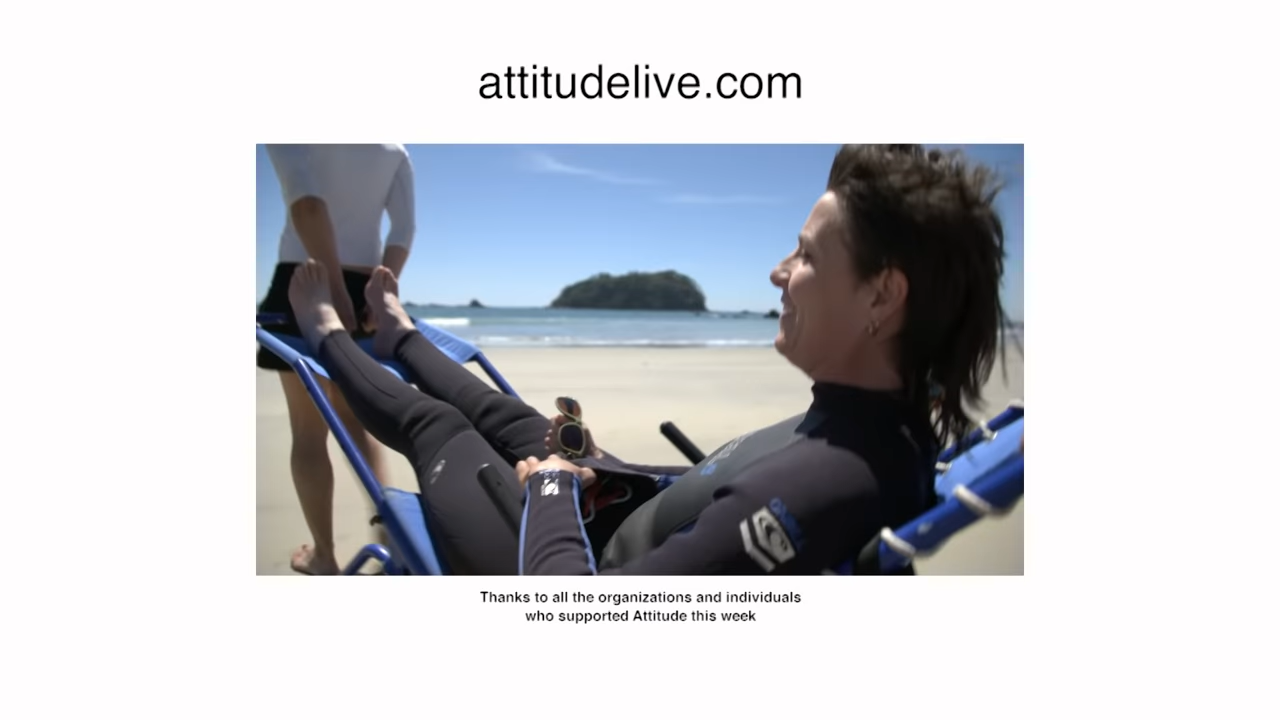 attitudelive.com
Thanks to all the organizations and individuals
who supported Attitude this week